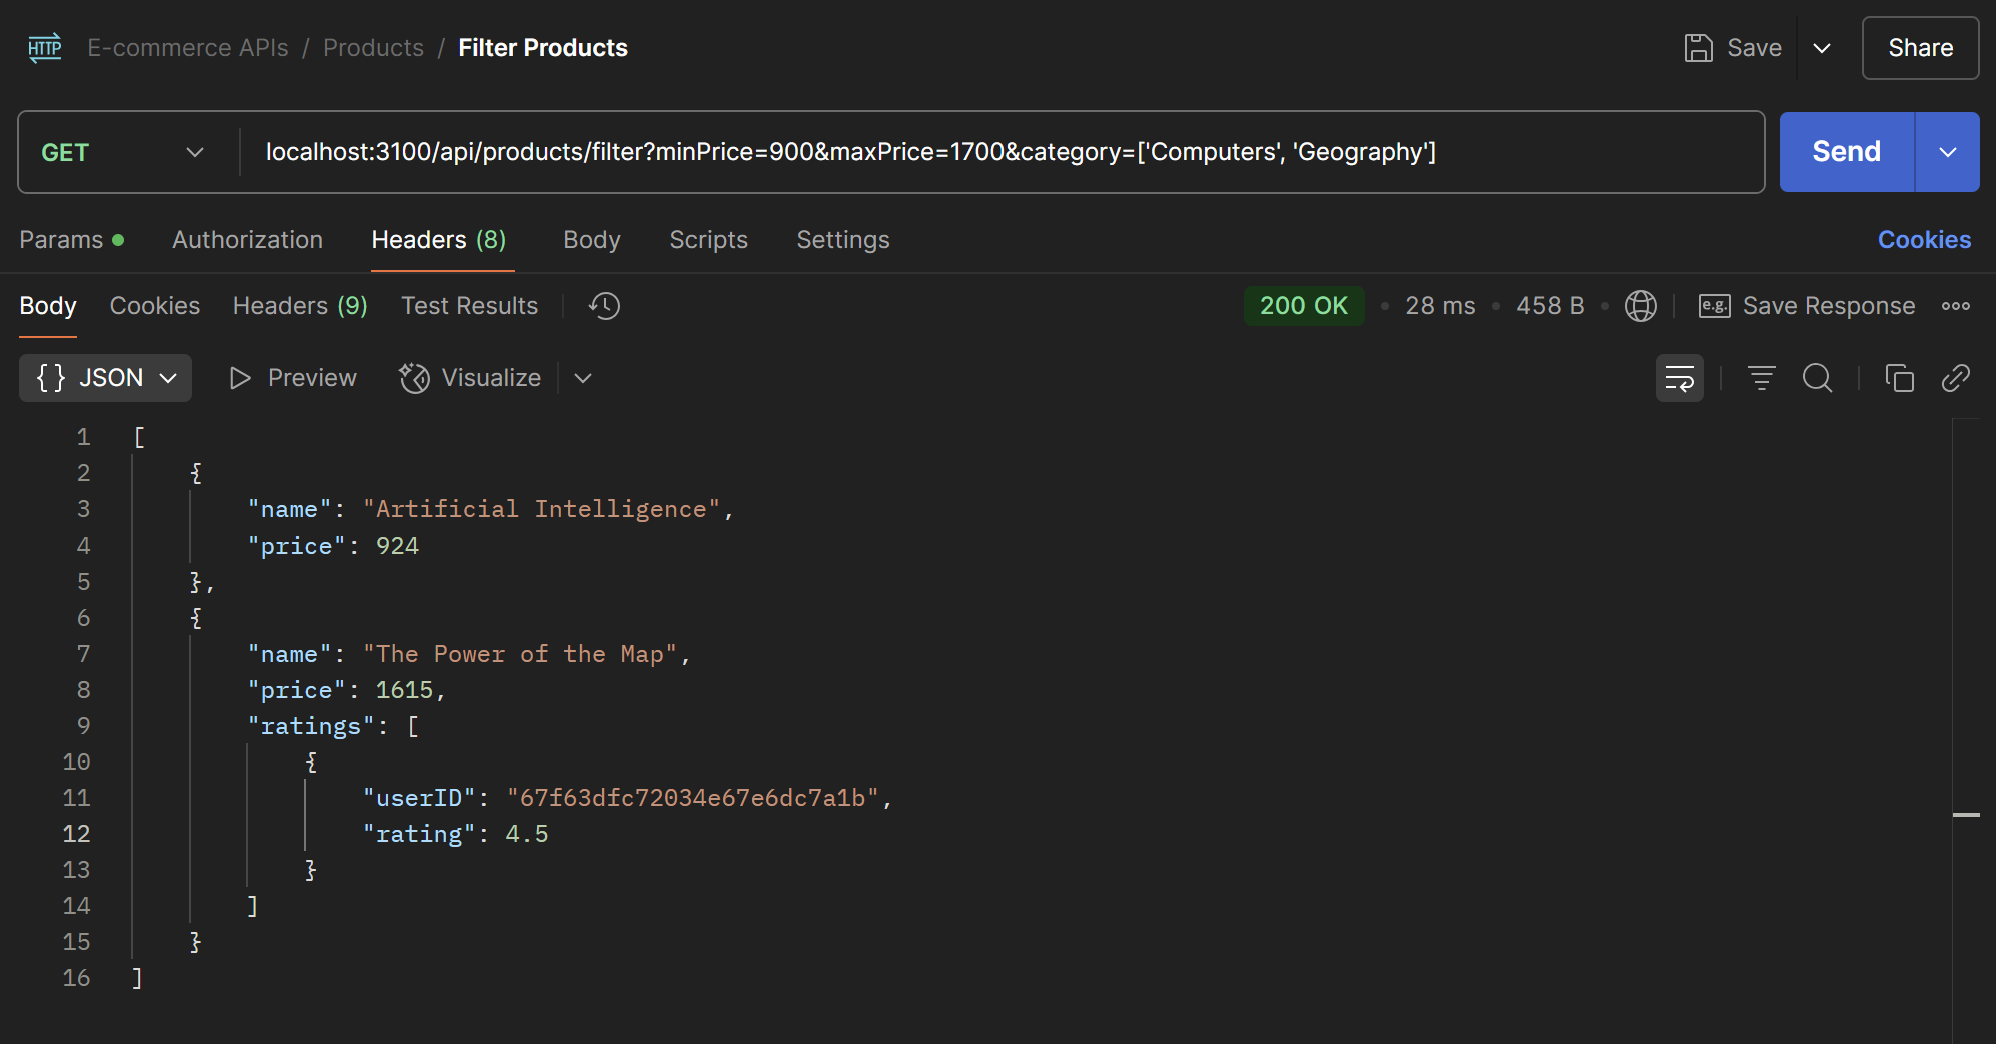 HTTP E-commerce APIs / Products / Filter Products Save Share
GET localhost:3100/api/products/filter?minPrice=900&maxPrice=1700&category=['Computers', 'Geography'] Send
Params Authorization Headers (8) Body Scripts Settings Cookies
Body Cookies Headers (9) Test Results 200 OK 28 ms 458 B e.g. Save Response
{} JSON Preview Visualize
1 [
2 {
3 "name": "Artificial Intelligence",
4 "price": 924
5 },
6 {
7 "name": "The Power of the Map",
8 "price": 1615,
9 "ratings": [
10 {
11 "userID": "67f63dfc72034e67e6dc7a1b",
12 "rating": 4.5
13 }
14 ]
15 }
16 ]